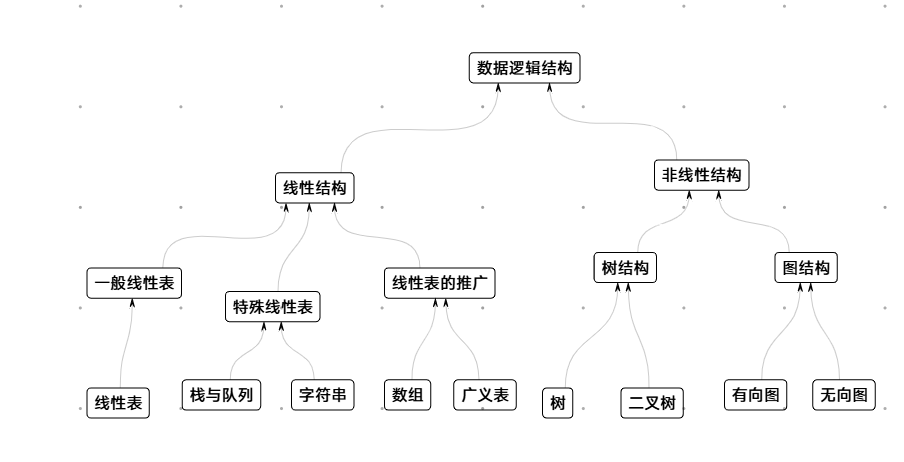 数据逻辑结构
线性结构
非线性结构
一般线性表
特殊线性表
线性表的推广
树结构
图结构
线性表
栈与队列
字符串
数组
广义表
树
二叉树
有向图
无向图